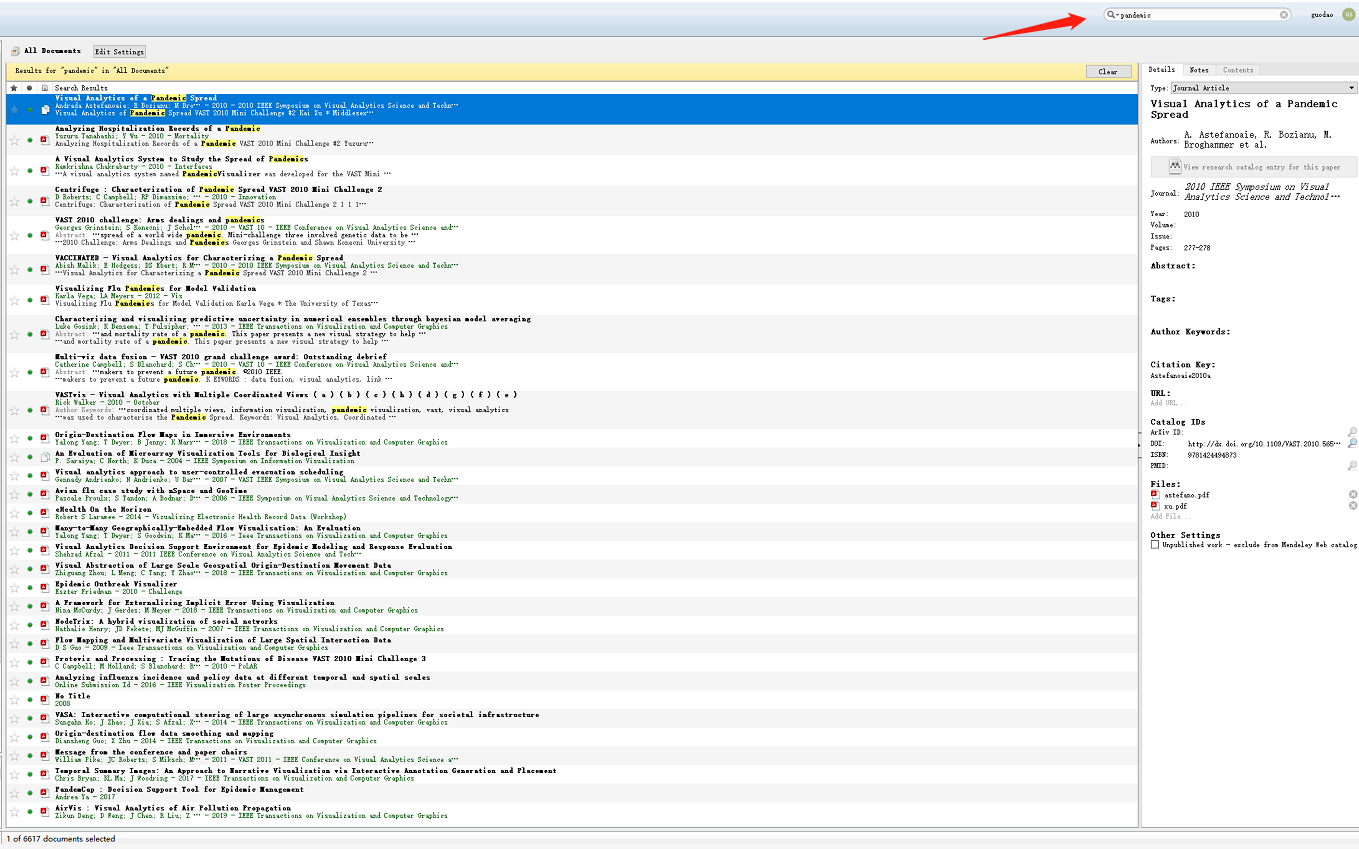 pandemic
guodao
GS
All Documents
Edit Settings
Results for "pandemic" in "All Documents"
Clear
Search Results
Visual Analytics of a Pandemic Spread
Andrada Astefanoaie; R Bozianu; M Bro··· - 2010 - 2010 IEEE Symposium on Visual Analytics Science and Techn···
Visual Analytics of Pandemic Spread VAST 2010 Mini Challenge #2 Kai Xu * Middlesex···
Analyzing Hospitalization Records of a Pandemic
Yuzuru Tanahashi; Y Wu - 2010 - Mortality
Analyzing Hospitalization Records of a Pandemic VAST 2010 Mini Challenge #2 Yuzuru···
A Visual Analytics System to Study the Spread of Pandemics
Ramkrishna Chakrabarty - 2010 - Interfaces
···A visual analytics system named PandemicVisualizer was developed for the VAST Mini ···
Centrifuge : Characterization of Pandemic Spread VAST 2010 Mini Challenge 2
D Roberts; C Campbell; RF Dimassimo; ··· - 2010 - Innovation
Centrifuge: Characterization of Pandemic Spread VAST 2010 Mini Challenge 2 1 1 1···
VAST 2010 challenge: Arms dealings and pandemics
Georges Grinstein; S Konecni; J Schol··· - 2010 - VAST 10 - IEEE Conference on Visual Analytics Science and···
Abstract: ···spread of a world wide pandemic. Mini-challenge three involved genetic data to be ···
···2010 Challenge: Arms Dealings and Pandemics Georges Grinstein and Shawn Konecni University ···
VACCINATED - Visual Analytics for Characterizing a Pandemic Spread
Abish Malik; E Hodgess; DS Ebert; R M··· - 2010 - 2010 IEEE Symposium on Visual Analytics Science and Techn···
···Visual Analytics for Characterizing a Pandemic Spread VAST 2010 Mini Challenge 2 ···
Visualizing Flu Pandemics for Model Validation
Karla Vega; LA Meyers - 2012 - Vis
Visualizing Flu Pandemics for Model Validation Karla Vega * The University of Texas···
Characterizing and visualizing predictive uncertainty in numerical ensembles through bayesian model averaging
Luke Gosink; K Bensema; T Pulsipher; ··· - 2013 - IEEE Transactions on Visualization and Computer Graphics
Abstract: ···and mortality rate of a pandemic. This paper presents a new visual strategy to help ···
···and mortality rate of a pandemic. This paper presents a new visual strategy to help ···
Multi-viz data fusion - VAST 2010 grand challenge award: Outstanding debrief
Catherine Campbell; S Blanchard; S Ch··· - 2010 - VAST 10 - IEEE Conference on Visual Analytics Science and···
Abstract: ···makers to prevent a future pandemic. ©2010 IEEE.
···makers to prevent a future pandemic. K EYWORDS : data fusion, visual analytics, link ···
VASTvis - Visual Analytics with Multiple Coordinated Views ( a ) ( b ) ( c ) ( h ) ( d ) ( g ) ( f ) ( e )
Rick Walker - 2010 - October
Author Keywords: ···coordinated multiple views, information visualization, pandemic visualization, vast, visual analytics
···was used to characterise the Pandemic Spread. Keywords: Visual Analytics, Coordinated ···
Origin-Destination Flow Maps in Immersive Environments
Yalong Yang; T Dwyer; B Jenny; K Marr··· - 2018 - IEEE Transactions on Visualization and Computer Graphics
An Evaluation of Microarray Visualization Tools for Biological Insight
P. Saraiya; C North; K Duca - 2004 - IEEE Symposium on Information Visualization
Visual analytics approach to user-controlled evacuation scheduling
Gennady Andrienko; N Andrienko; U Bar··· - 2007 - VAST IEEE Symposium on Visual Analytics Science and Techn···
Avian flu case study with nSpace and GeoTime
Pascale Proulx; S Tandon; A Bodnar; D··· - 2006 - IEEE Symposium on Visual Analytics Science and Technology···
eHealth On the Horizon
Robert S Laramee - 2014 - Vizualizing Electronic Health Record Data (Workshop)
Many-to-Many Geographically-Embedded Flow Visualisation: An Evaluation
Yalong Yang; T Dwyer; S Goodwin; K Ma··· - 2016 - Ieee Transactions on Visualization and Computer Graphics
Visual Analytics Decision Support Environment for Epidemic Modeling and Response Evaluation
Shehzad Afzal - 2011 - 2011 IEEE Conference on Visual Analytics Science and Tech···
Visual Abstraction of Large Scale Geospatial Origin-Destination Movement Data
Zhiguang Zhou; L Meng; C Tang; Y Zhao··· - 2018 - IEEE Transactions on Visualization and Computer Graphics
Epidemic Outbreak Visualizer
Eszter Friedman - 2010 - Challenge
A Framework for Externalizing Implicit Error Using Visualization
Nina McCurdy; J Gerdes; M Meyer - 2018 - IEEE Transactions on Visualization and Computer Graphics
NodeTrix: A hybrid visualization of social networks
Nathalie Henry; JD Fekete; MJ McGuffin - 2007 - IEEE Transactions on Visualization and Computer Graphics
Flow Mapping and Multivariate Visualization of Large Spatial Interaction Data
D S Guo - 2009 - Ieee Transactions on Visualization and Computer Graphics
Protoviz and Processing : Tracing the Mutations of Disease VAST 2010 Mini Challenge 3
C Campbell; M Holland; S Blanchard; R··· - 2010 - PoLAR
Analyzing influenza incidence and policy data at different temporal and spatial scales
Online Submission Id - 2016 - IEEE Visualization Poster Proceedings
No Title
2008
VASA: Interactive computational steering of large asynchronous simulation pipelines for societal infrastructure
Sungahn Ko; J Zhao; J Xia; S Afzal; X··· - 2014 - IEEE Transactions on Visualization and Computer Graphics
Origin-destination flow data smoothing and mapping
Diansheng Guo; X Zhu - 2014 - IEEE Transactions on Visualization and Computer Graphics
Message from the conference and paper chairs
William Pike; JC Roberts; S Miksch; M··· - 2011 - VAST 2011 - IEEE Conference on Visual Analytics Science a···
Temporal Summary Images: An Approach to Narrative Visualization via Interactive Annotation Generation and Placement
Chris Bryan; KL Ma; J Woodring - 2017 - IEEE Transactions on Visualization and Computer Graphics
PandemCap : Decision Support Tool for Epidemic Management
Andrea Ya - 2017
AirVis : Visual Analytics of Air Pollution Propagation
Zikun Deng; D Weng; J Chen; R Liu; Z ··· - 2019 - IEEE Transactions on Visualization and Computer Graphics
1 of 6617 documents selected
Details Notes Contents
Type: Journal Article
Visual Analytics of a Pandemic
Spread
Authors: A. Astefanoaie, R. Bozianu, M.
Broghammer et al.
View research catalog entry for this paper
Journal: 2010 IEEE Symposium on Visual
Analytics Science and Technol···
Year: 2010
Volume:
Issue:
Pages: 277-278
Abstract:
Tags:
Author Keywords:
Citation Key:
Astefanoaie2010a
URL:
Add URL...
Catalog IDs
ArXiv ID:
DOI: http://dx.doi.org/10.1109/VAST.2010.565···
ISBN: 9781424494873
PMID:
Files:
astefano.pdf
xu.pdf
Add File...
Other Settings
Unpublished work - exclude from Mendeley Web catalog